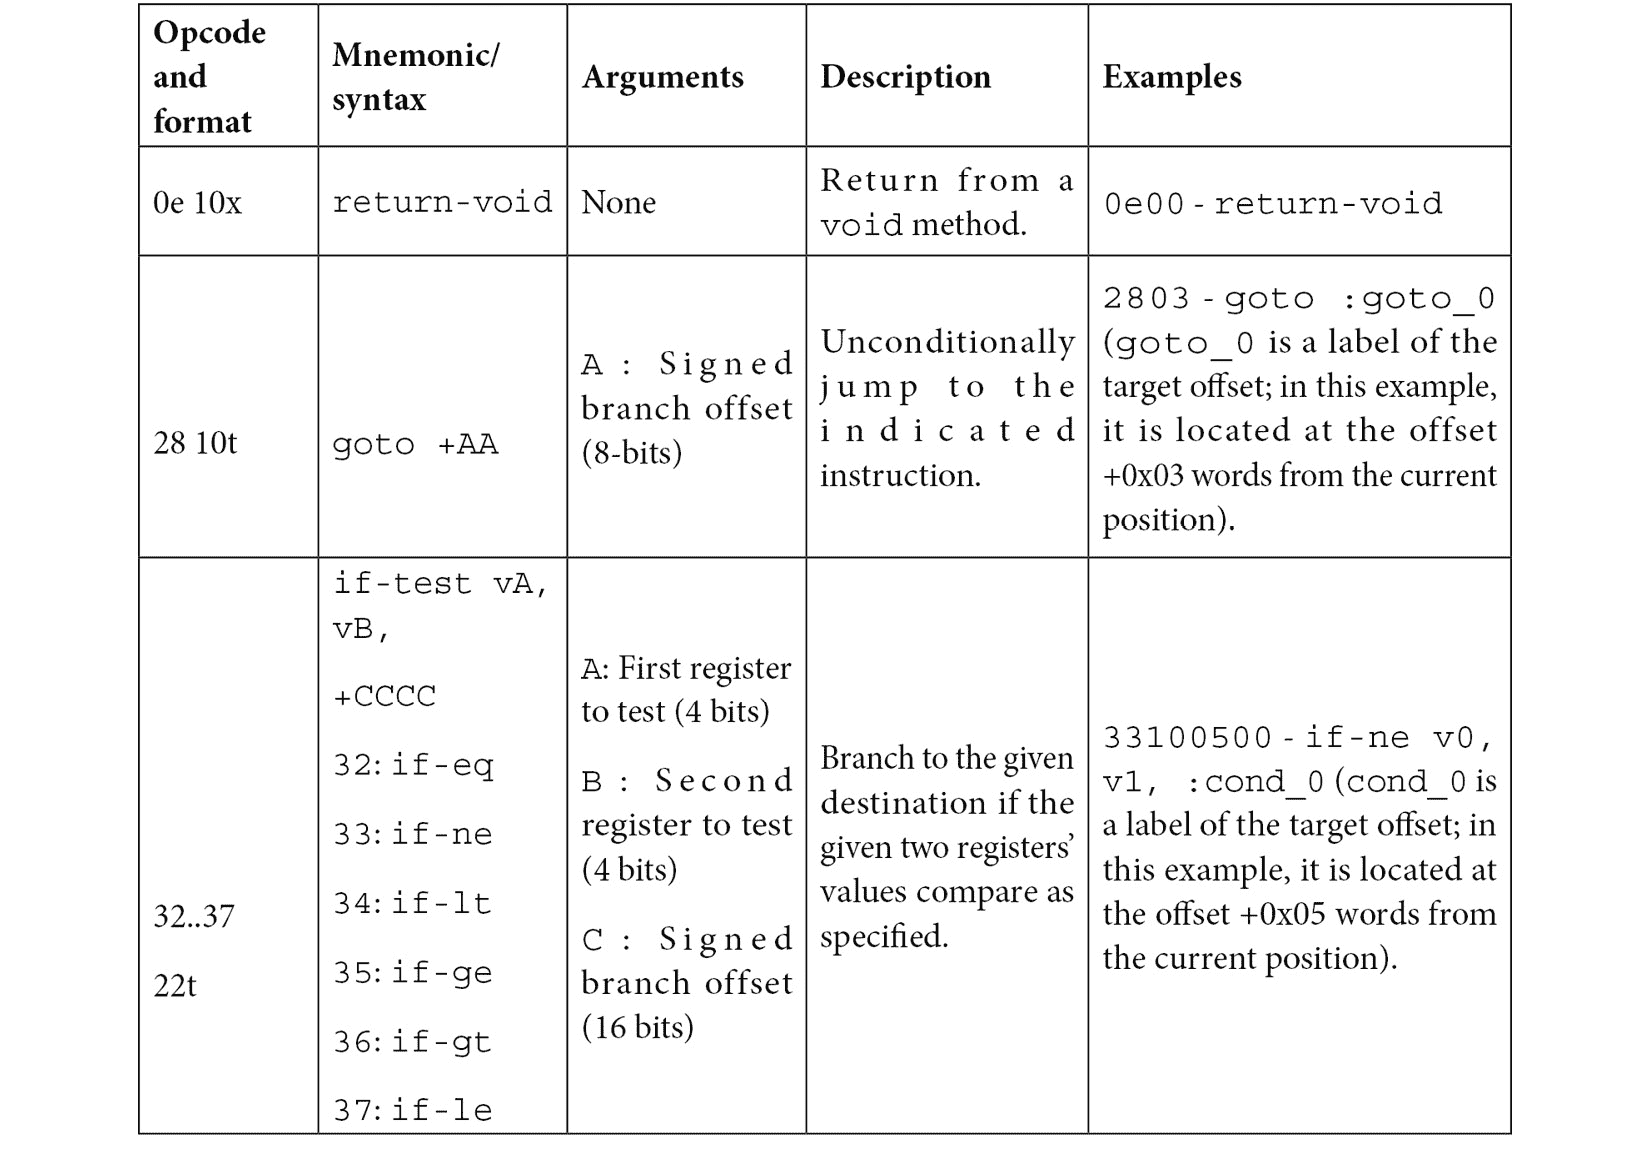 Opcode
and
format
Mnemonic/
syntax
Arguments
Description
Examples
0e 10x
return-void
None
Return from a
void method.
0e00 - return-void
28 10t
goto +AA
A : Signed
branch offset
(8-bits)
Unconditionally
jump to the
indicated
instruction.
2803 - goto :goto_0
(goto_0 is a label of the
target offset; in this example,
it is located at the offset
+0x03 words from the current
position).
32..37
22t
if-test vA,
vB,
+CCCC
32: if-eq
33: if-ne
34: if-lt
35: if-ge
36: if-gt
37: if-le
A: First register
to test (4 bits)
B : Second
register to test
(4 bits)
C : Signed
branch offset
(16 bits)
Branch to the given
destination if the
given two registers’
values compare as
specified.
33100500 - if-ne v0,
v1, :cond_0 (cond_0 is
a label of the target offset; in
this example, it is located at
the offset +0x05 words from
the current position).